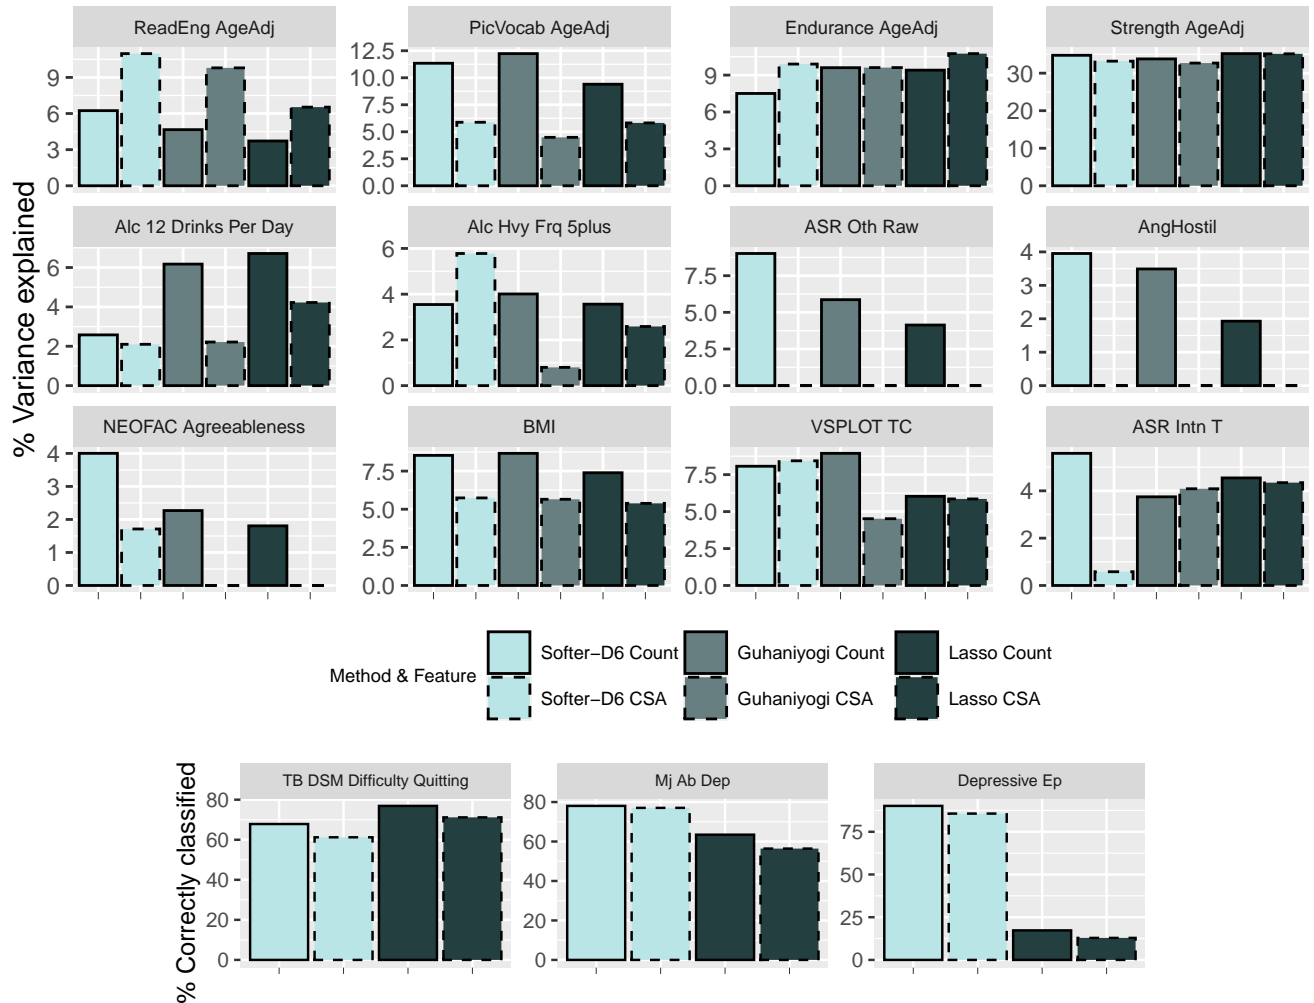 % Variance explained
ReadEng AgeAdj
9
6
3
0
PicVocab AgeAdj
12.5
10.0
7.5
5.0
2.5
0.0
Endurance AgeAdj
9
6
3
0
Strength AgeAdj
30
20
10
0
Alc 12 Drinks Per Day
6
4
2
0
Alc Hvy Frq 5plus
6
4
2
0
ASR Oth Raw
7.5
5.0
2.5
0.0
AngHostil
4
3
2
1
0
NEOFAC Agreeableness
4
3
2
1
0
BMI
7.5
5.0
2.5
0.0
VSPLOT TC
7.5
5.0
2.5
0.0
ASR Intn T
4
2
0
Method & Feature
Softer−D6 Count
Guhaniyogi Count
Lasso Count
Softer−D6 CSA
Guhaniyogi CSA
Lasso CSA
% Correctly classified
TB DSM Difficulty Quitting
80
60
40
20
0
Mj Ab Dep
80
60
40
20
0
Depressive Ep
75
50
25
0